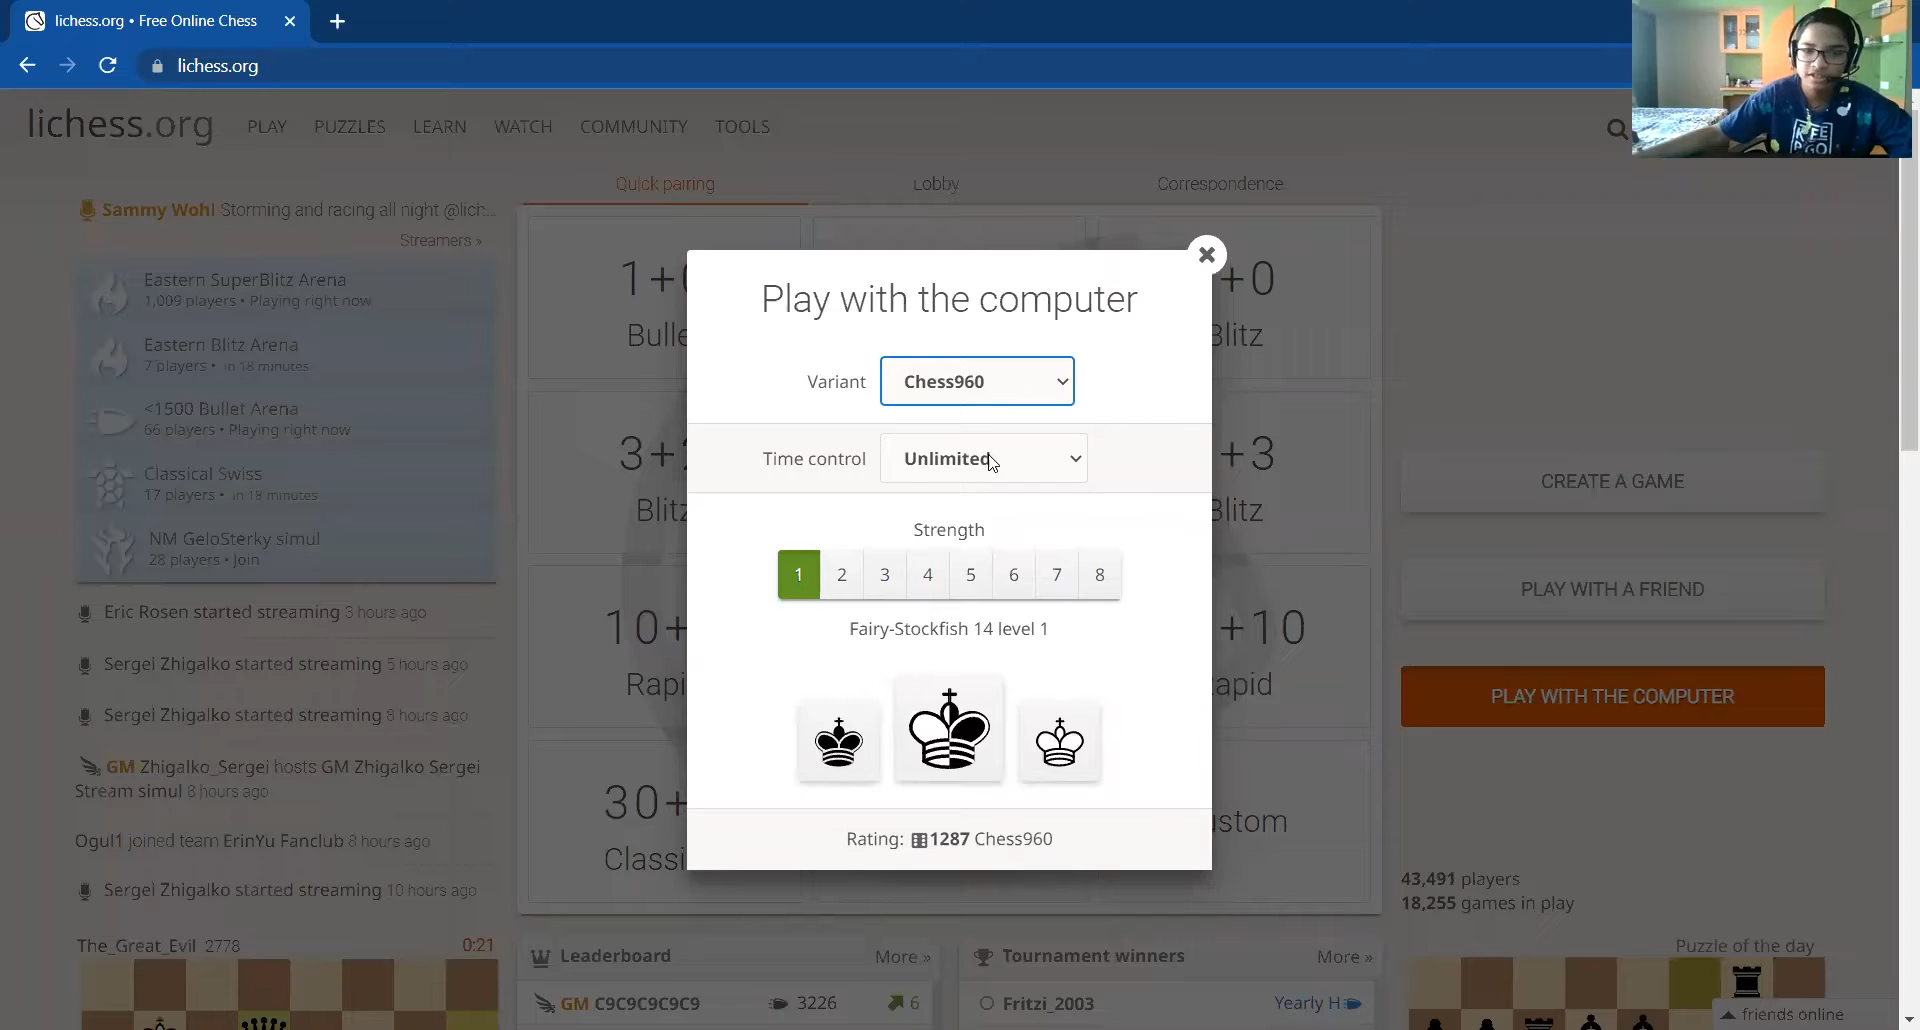 lichess.org • Free Online Chess
lichess.org
lichess.org
PLAY
PUZZLES
LEARN
WATCH
COMMUNITY
TOOLS
Quick pairing
Lobby
Correspondence
Sammy Wohl Storming and racing all night @lich...
Streamers »
Eastern SuperBlitz Arena
1,009 players • Playing right now
Eastern Blitz Arena
7 players • in 18 minutes
<1500 Bullet Arena
66 players • Playing right now
Classical Swiss
17 players • in 18 minutes
NM GeloSterky simul
28 players • Join
Eric Rosen started streaming 3 hours ago
Sergei Zhigalko started streaming 5 hours ago
Sergei Zhigalko started streaming 8 hours ago
GM Zhigalko_Sergei hosts GM Zhigalko Sergei
Stream simul 8 hours ago
Ogul1 joined team ErinYu Fanclub 8 hours ago
Sergei Zhigalko started streaming 10 hours ago
The_Great_Evil 2778
0:21
+0
Blitz
3+
+3
Blitz
10+
+10
Rapi
apid
30+
Classi
ustom
Play with the computer
Variant
Chess960
Time control
Unlimited
Strength
1 2 3 4 5 6 7 8
Fairy-Stockfish 14 level 1
Rating: 1287 Chess960
CREATE A GAME
PLAY WITH A FRIEND
PLAY WITH THE COMPUTER
43,491 players
18,255 games in play
Leaderboard
More »
GM C9C9C9C9C9
3226
6
Tournament winners
More »
Fritzi_2003
Yearly H
Puzzle of the day
friends online